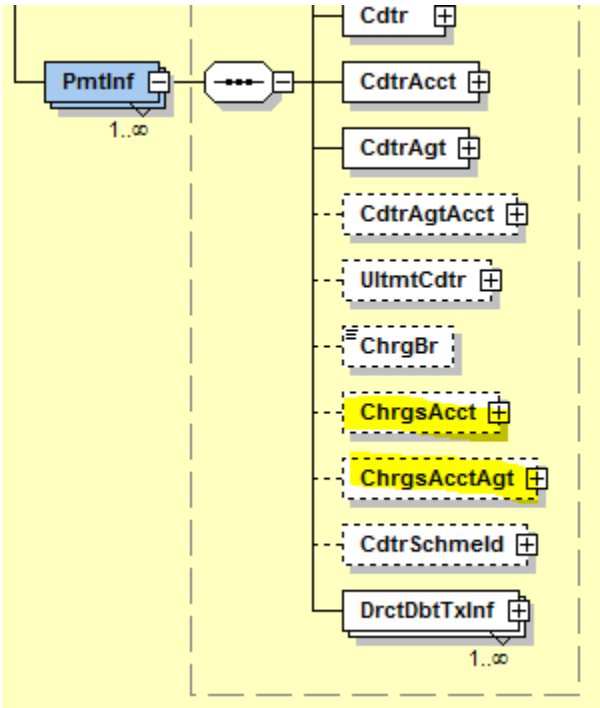 Cdtr
PmtInf
CdtrAcct
1..∞
CdtrAgt
CdtrAgtAcct
UltmtCdtr
ChrgBr
ChrgsAcct
ChrgsAcctAgt
CdtrSchmeId
DrctDbtTxInf
1..∞